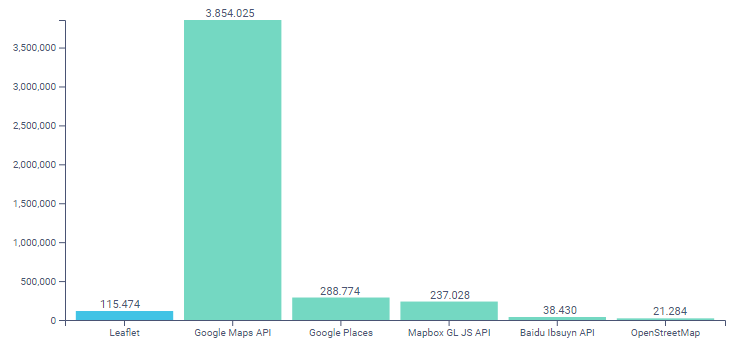 3.854.025
3,500,000
3,000,000
2,500,000
2,000,000
1,500,000
1,000,000
500,000
0
115.474
288.774
237.028
38.430
21.284
Leaflet
Google Maps API
Google Places
Mapbox GL JS API
Baidu Ibsuyn API
OpenStreetMap